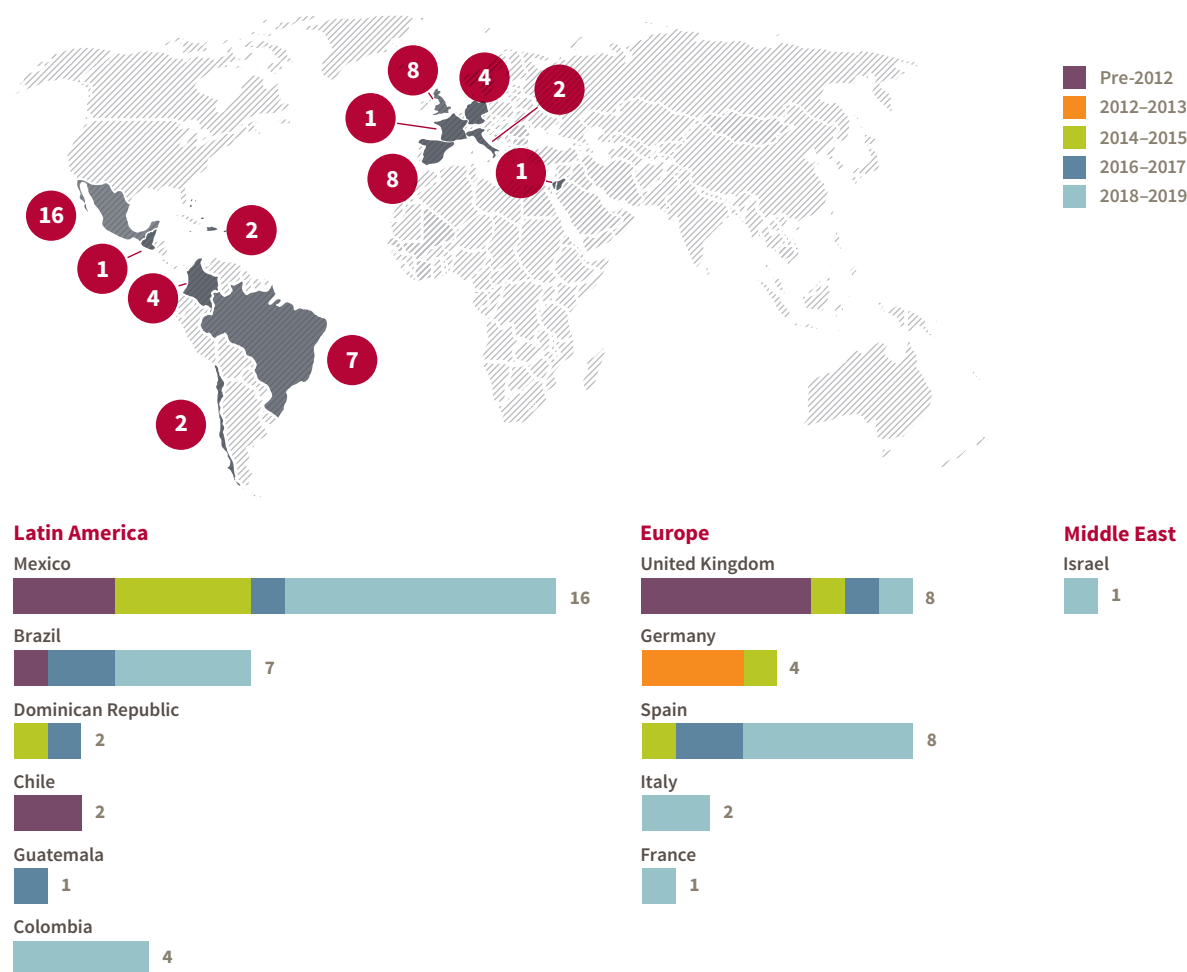 8
4
2
1
8
1
16
2
1
4
7
2
Pre-2012
2012–2013
2014–2015
2016–2017
2018–2019
Latin America
Mexico
16
Brazil
7
Dominican Republic
2
Chile
2
Guatemala
1
Colombia
4
Europe
United Kingdom
8
Germany
4
Spain
8
Italy
2
France
1
Middle East
Israel
1